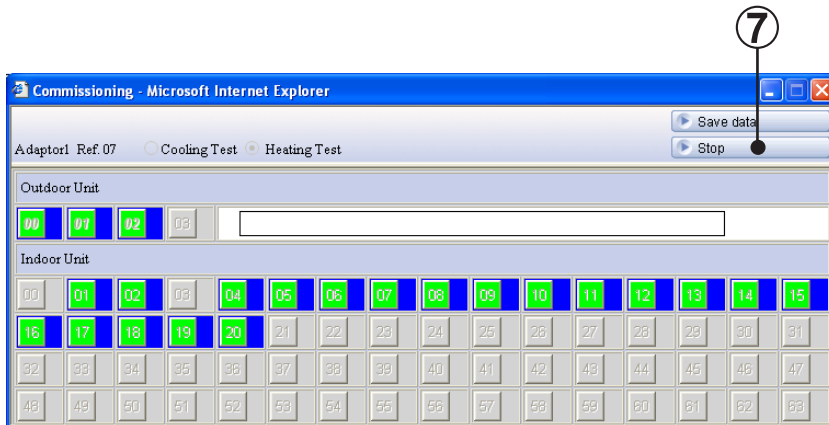 7
Commissioning - Microsoft Internet Explorer
Save data
Adaptor1 Ref. 07 Cooling Test Heating Test
Stop
Outdoor Unit
00 01 02 03
Indoor Unit
00 01 02 03 04 05 06 07 08 09 10 11 12 13 14 15
16 17 18 19 20 21 22 23 24 25 26 27 28 29 30 31
32 33 34 35 36 37 38 39 40 41 42 43 44 45 46 47
48 49 50 51 52 53 54 55 56 57 58 59 60 61 62 63